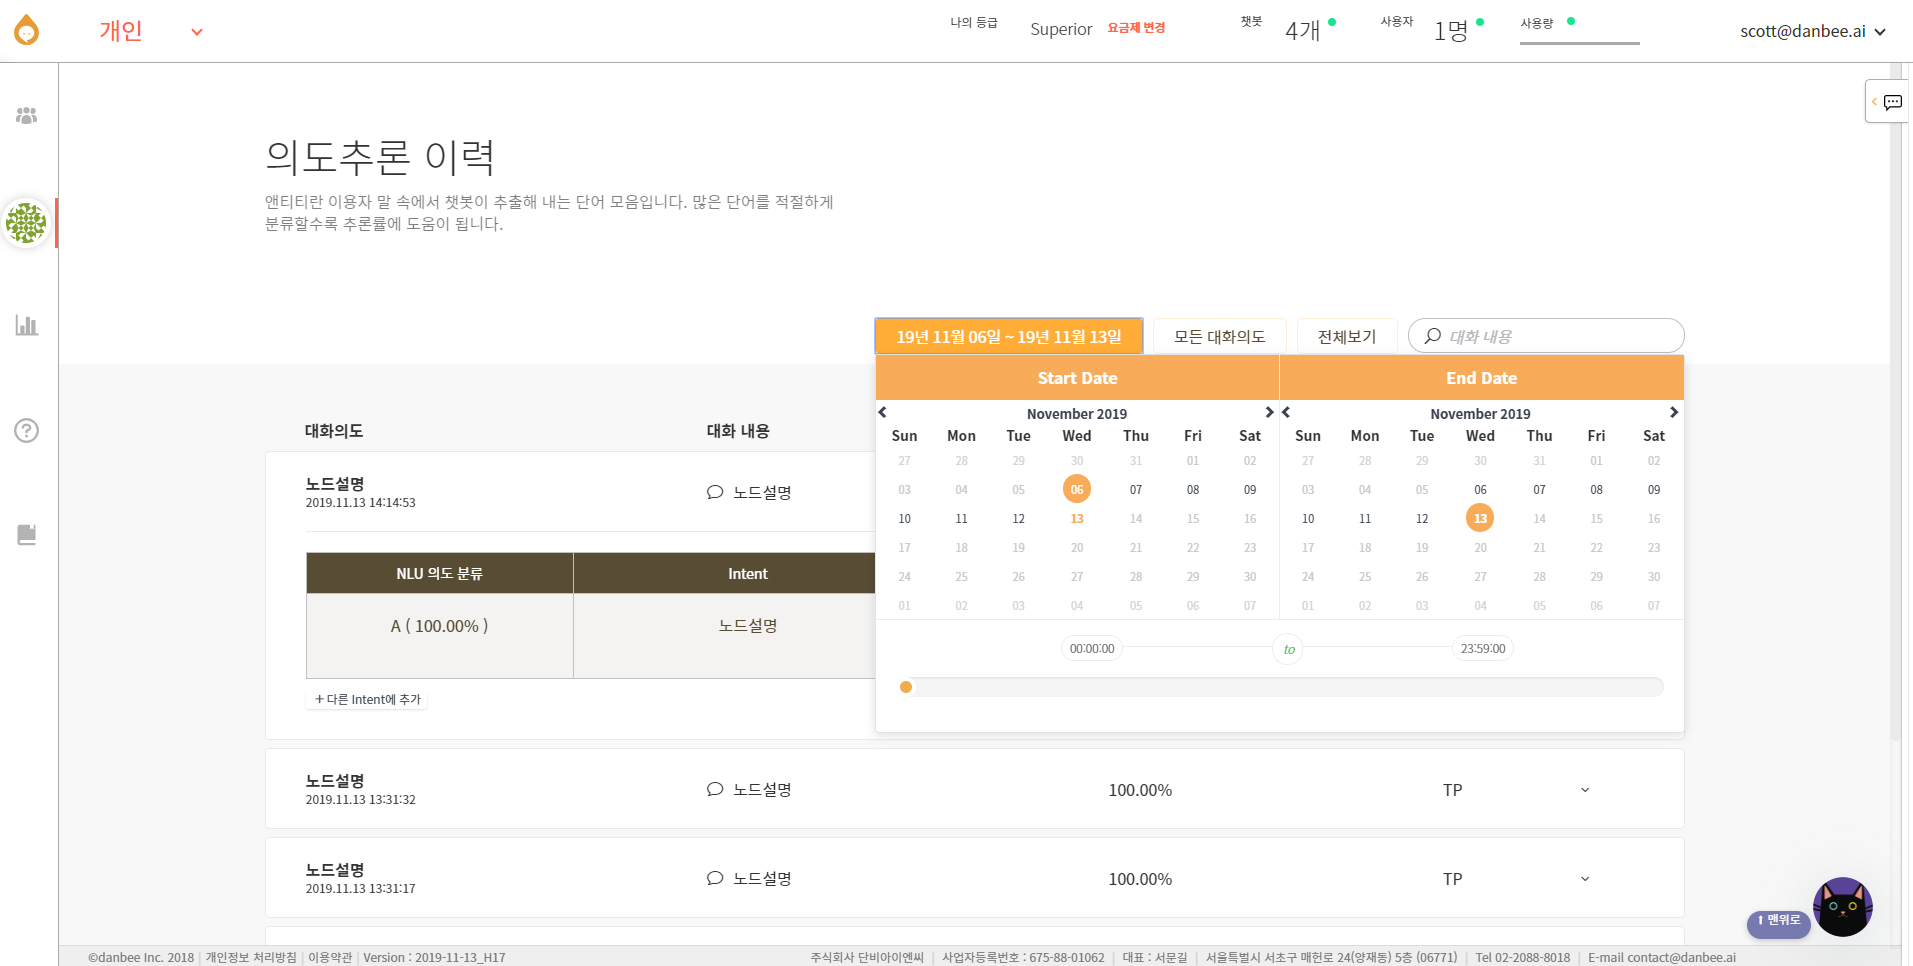 개인
나의 등급 Superior 요금제 변경
챗봇 4개
사용자 1명
사용량
scott@danbee.ai
의도추론 이력
앤티티란 이용자 말 속에서 챗봇이 추출해 내는 단어 모음입니다. 많은 단어를 적절하게
분류할수록 추론률에 도움이 됩니다.
19년 11월 06일 ~ 19년 11월 13일 모든 대화의도 전체보기 대화 내용
Start Date End Date
November 2019 November 2019
Sun Mon Tue Wed Thu Fri Sat Sun Mon Tue Wed Thu Fri Sat
27 28 29 30 31 01 02 27 28 29 30 31 01 02
03 04 05 06 07 08 09 03 04 05 06 07 08 09
10 11 12 13 14 15 16 10 11 12 13 14 15 16
17 18 19 20 21 22 23 17 18 19 20 21 22 23
24 25 26 27 28 29 30 24 25 26 27 28 29 30
01 02 03 04 05 06 07 01 02 03 04 05 06 07
00:00:00 to 23:59:00
대화의도 대화 내용
노드설명
2019.11.13 14:14:53
노드설명
NLU 의도 분류 Intent
A ( 100.00% ) 노드설명
+ 다른 Intent에 추가
노드설명
2019.11.13 13:31:32
노드설명 100.00% TP
노드설명
2019.11.13 13:31:17
노드설명 100.00% TP
⬆ 맨위로
©danbee Inc. 2018 | 개인정보 처리방침 | 이용약관 | Version : 2019-11-13_H17
주식회사 단비아이엔씨 | 사업자등록번호 : 675-88-01062 | 대표 : 서문길 | 서울특별시 서초구 매헌로 24(양재동) 5층 (06771) | Tel 02-2088-8018 | E-mail contact@danbee.ai